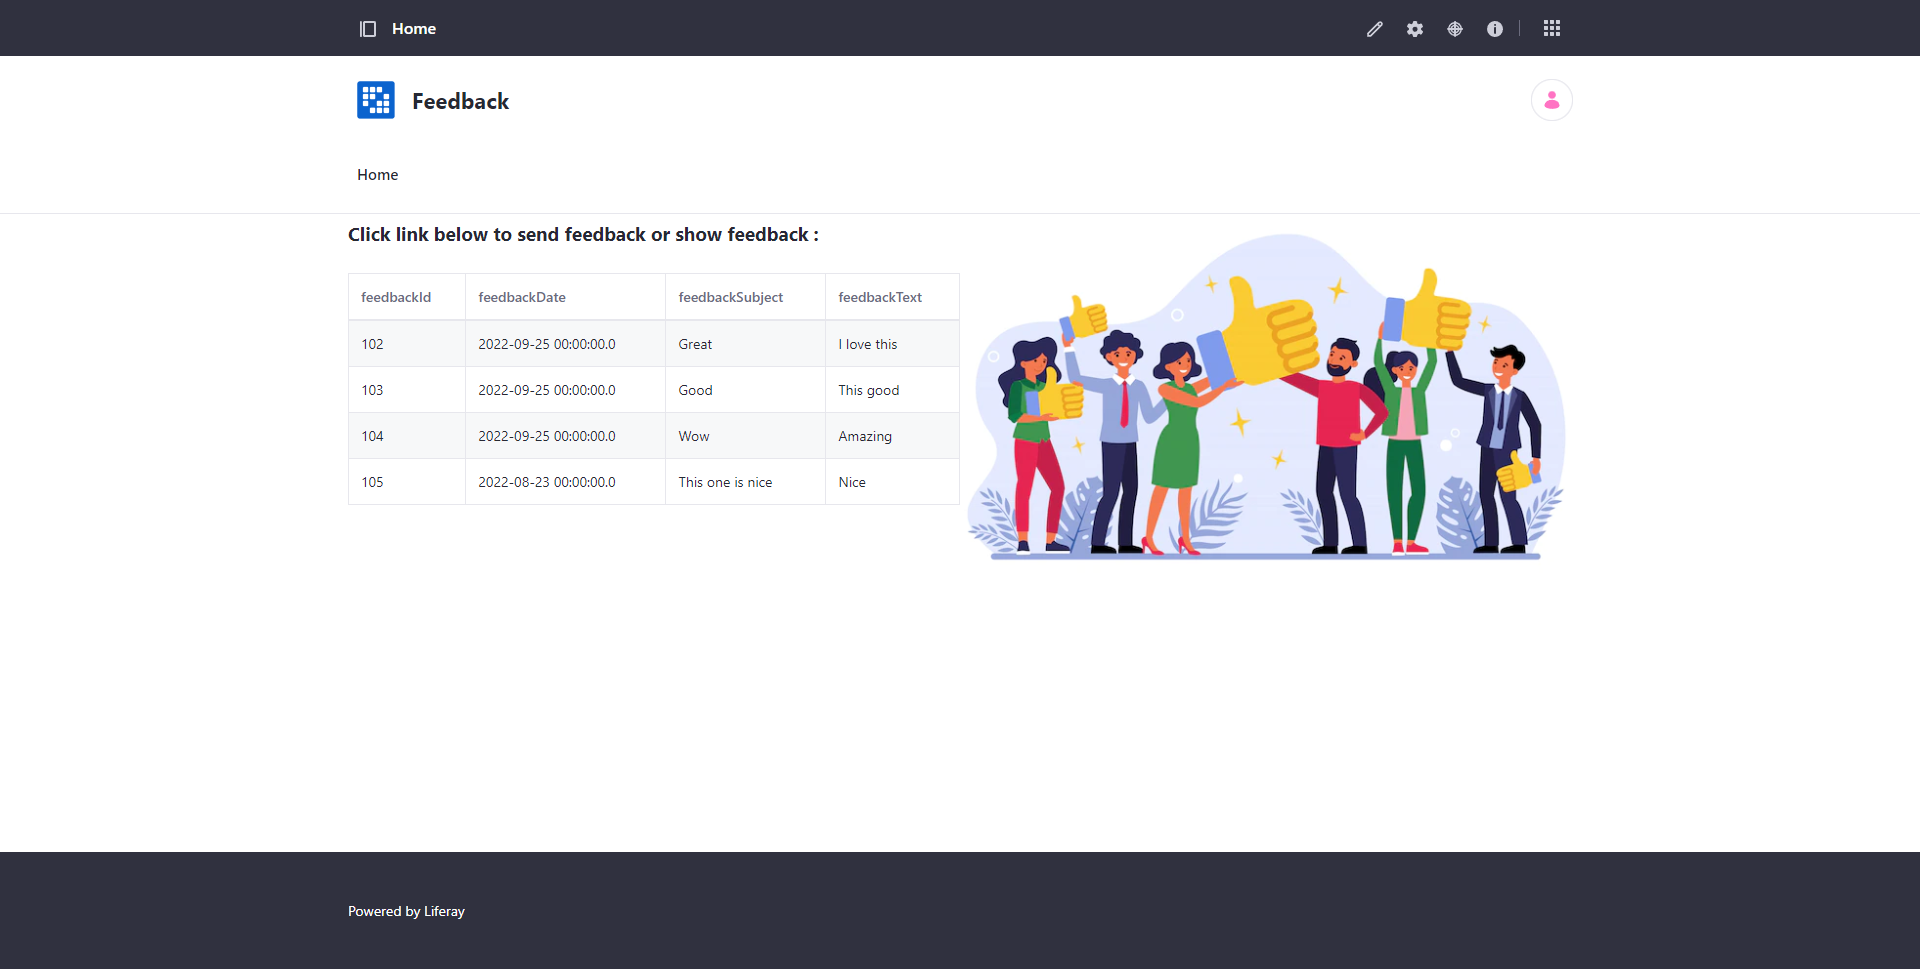 Home
Feedback
Home
Click link below to send feedback or show feedback :
feedbackId feedbackDate feedbackSubject feedbackText
102 2022-09-25 00:00:00.0 Great I love this
103 2022-09-25 00:00:00.0 Good This good
104 2022-09-25 00:00:00.0 Wow Amazing
105 2022-08-23 00:00:00.0 This one is nice Nice
Powered by Liferay